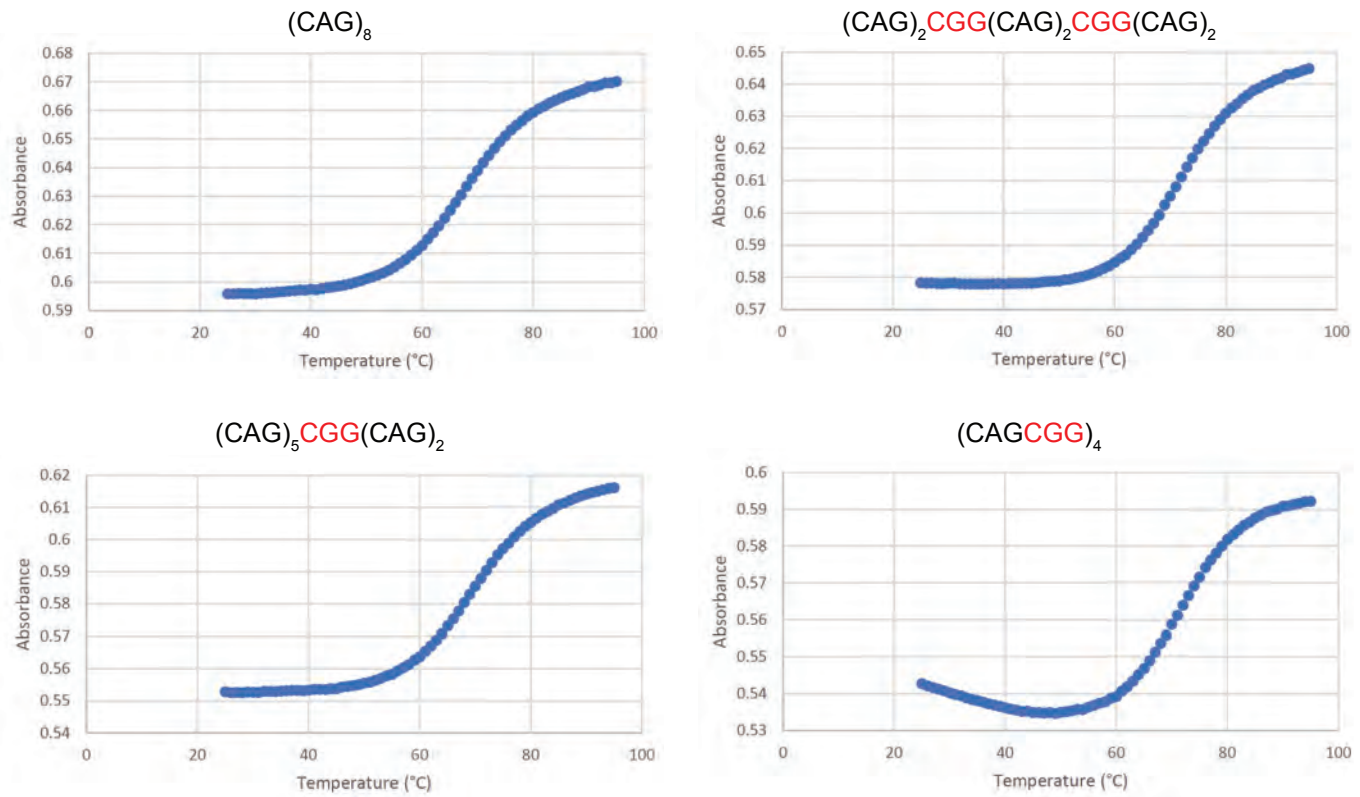 (CAG)₈
0.68
0.67
0.66
0.65
0.64
0.63
0.62
0.61
0.6
0.59
Absorbance
0 20 40 60 80 100
Temperature (°C)
(CAG)₂CGG(CAG)₂CGG(CAG)₂
0.65
0.64
0.63
0.62
0.61
0.6
0.59
0.58
0.57
Absorbance
0 20 40 60 80 100
Temperature (°C)
(CAG)₅CGG(CAG)₂
0.62
0.61
0.6
0.59
0.58
0.57
0.56
0.55
0.54
Absorbance
0 20 40 60 80 100
Temperature (°C)
(CAGCGG)₄
0.6
0.59
0.58
0.57
0.56
0.55
0.54
0.53
Absorbance
0 20 40 60 80 100
Temperature (°C)